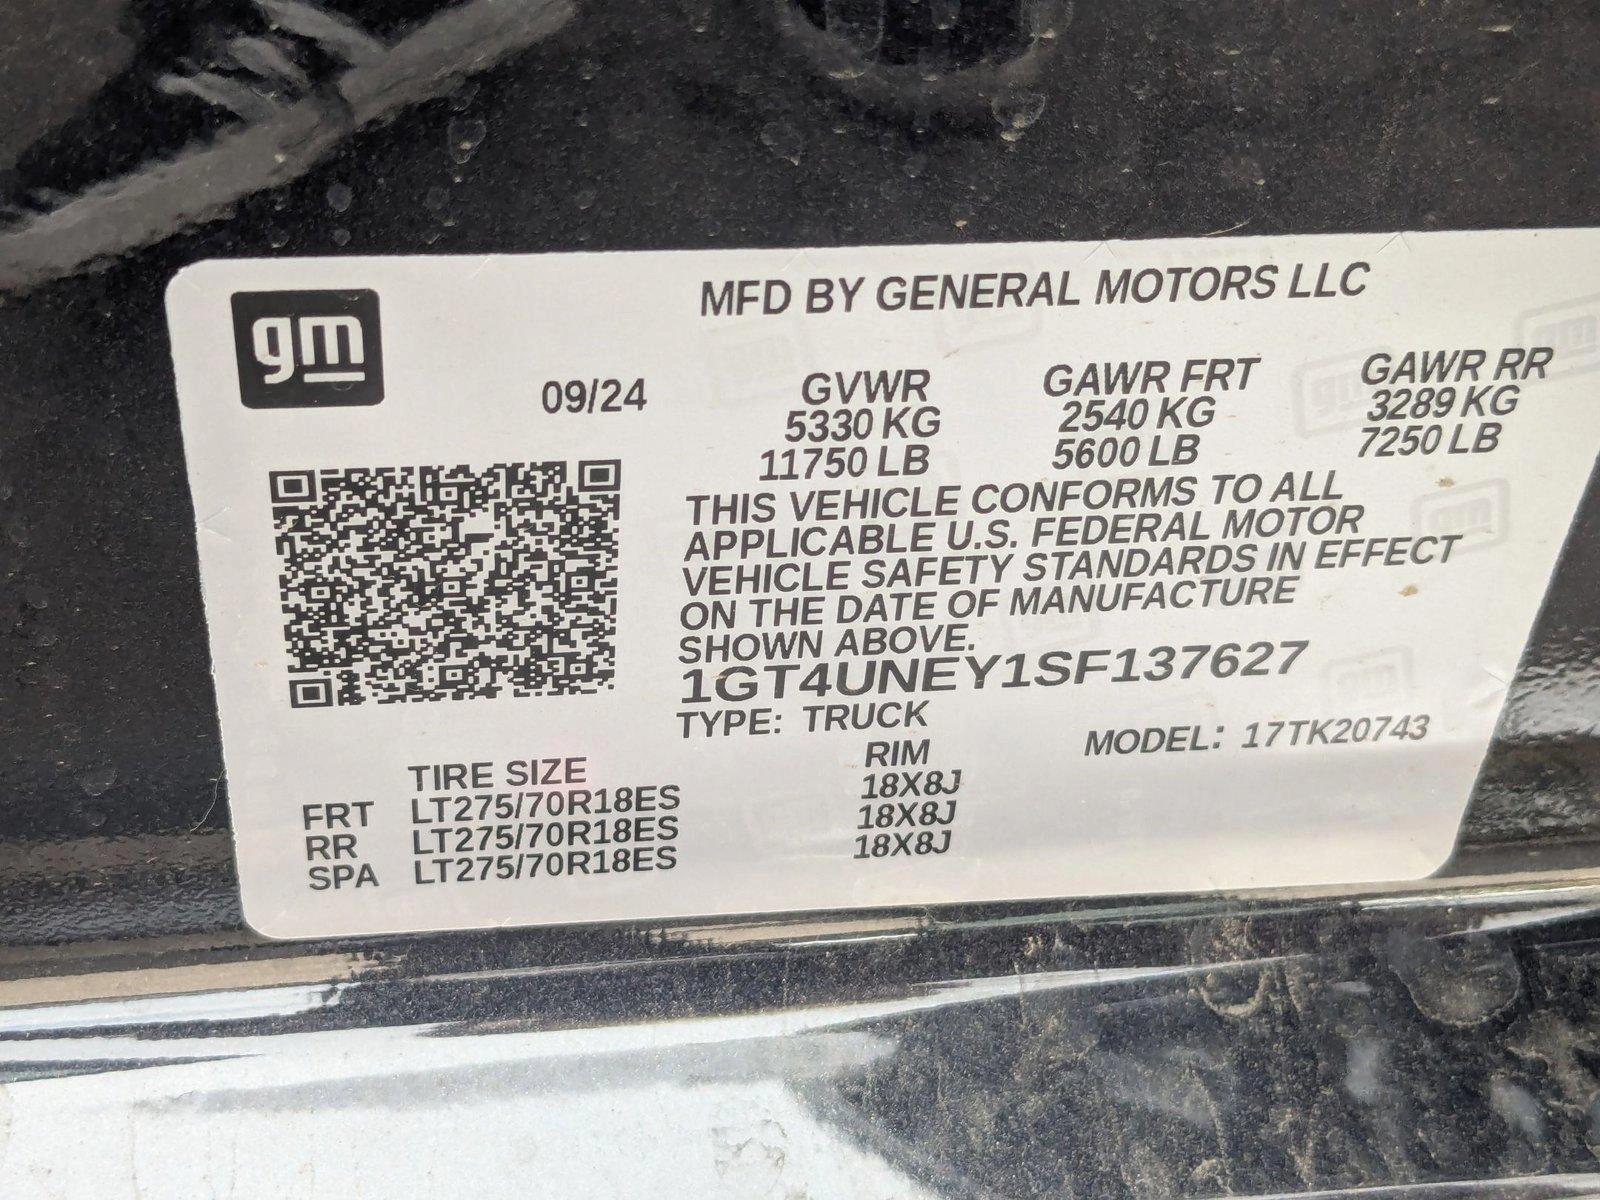 gm
MFD BY GENERAL MOTORS LLC
09/24
GVWR GAWR FRT GAWR RR
5330 KG 2540 KG 3289 KG
11750 LB 5600 LB 7250 LB
THIS VEHICLE CONFORMS TO ALL
APPLICABLE U.S. FEDERAL MOTOR
VEHICLE SAFETY STANDARDS IN EFFECT
ON THE DATE OF MANUFACTURE
SHOWN ABOVE.
1GT4UNEY1SF137627
TYPE: TRUCK
MODEL: 17TK20743
TIRE SIZE RIM
FRT LT275/70R18ES 18X8J
RR LT275/70R18ES 18X8J
SPA LT275/70R18ES 18X8J